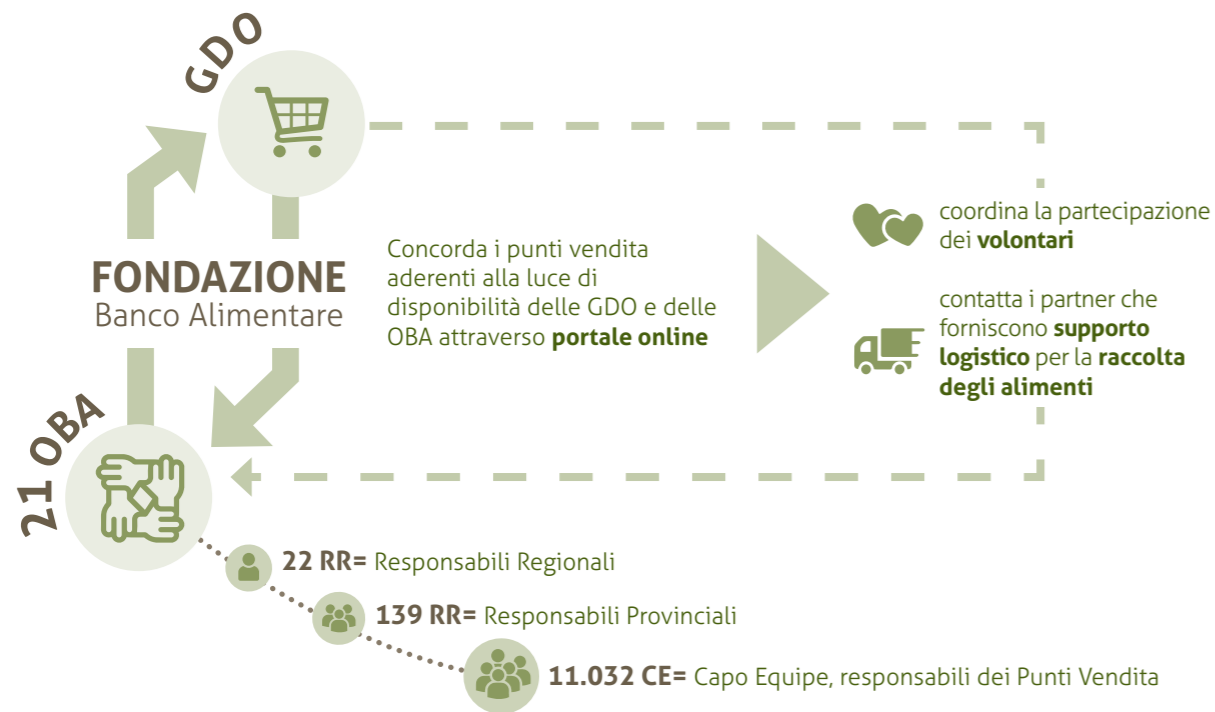 GDO
FONDAZIONE
Banco Alimentare
Concorda i punti vendita
aderenti alla luce di
disponibilità delle GDO e delle
OBA attraverso portale online
coordina la partecipazione
dei volontari
contatta i partner che
forniscono supporto
logistico per la raccolta
degli alimenti
21 OBA
22 RR= Responsabili Regionali
139 RR= Responsabili Provinciali
11.032 CE= Capo Equipe, responsabili dei Punti Vendita